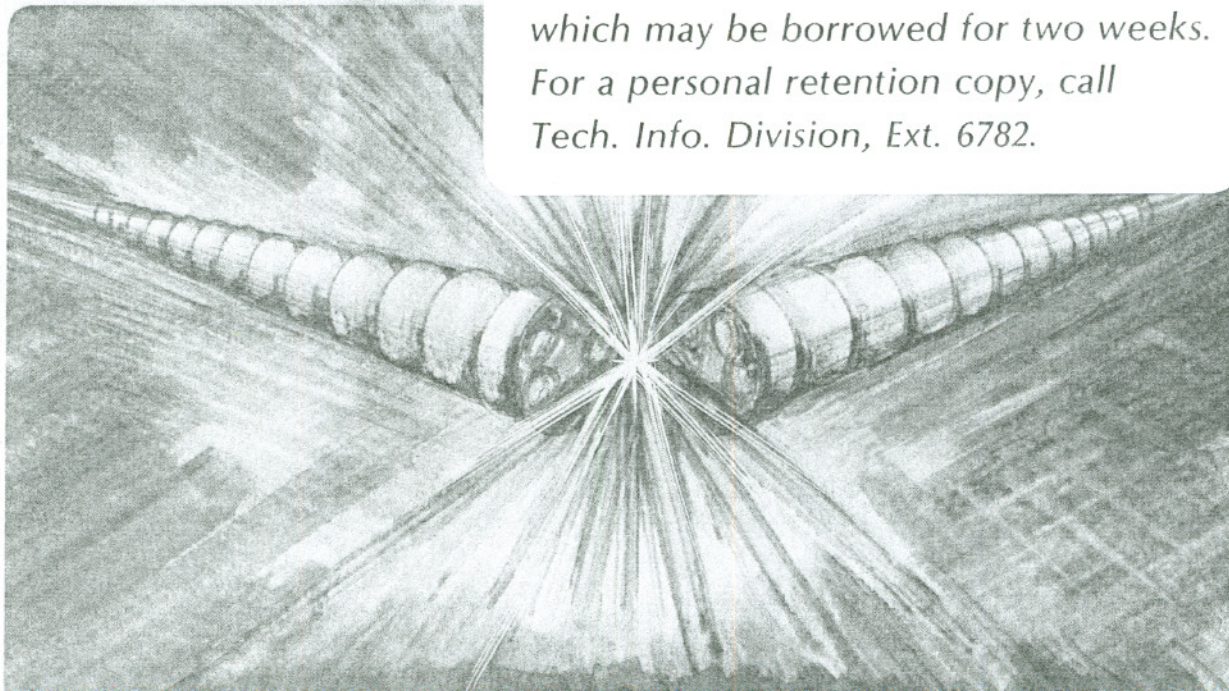 which may be borrowed for two weeks.
For a personal retention copy, call
Tech. Info. Division, Ext. 6782.